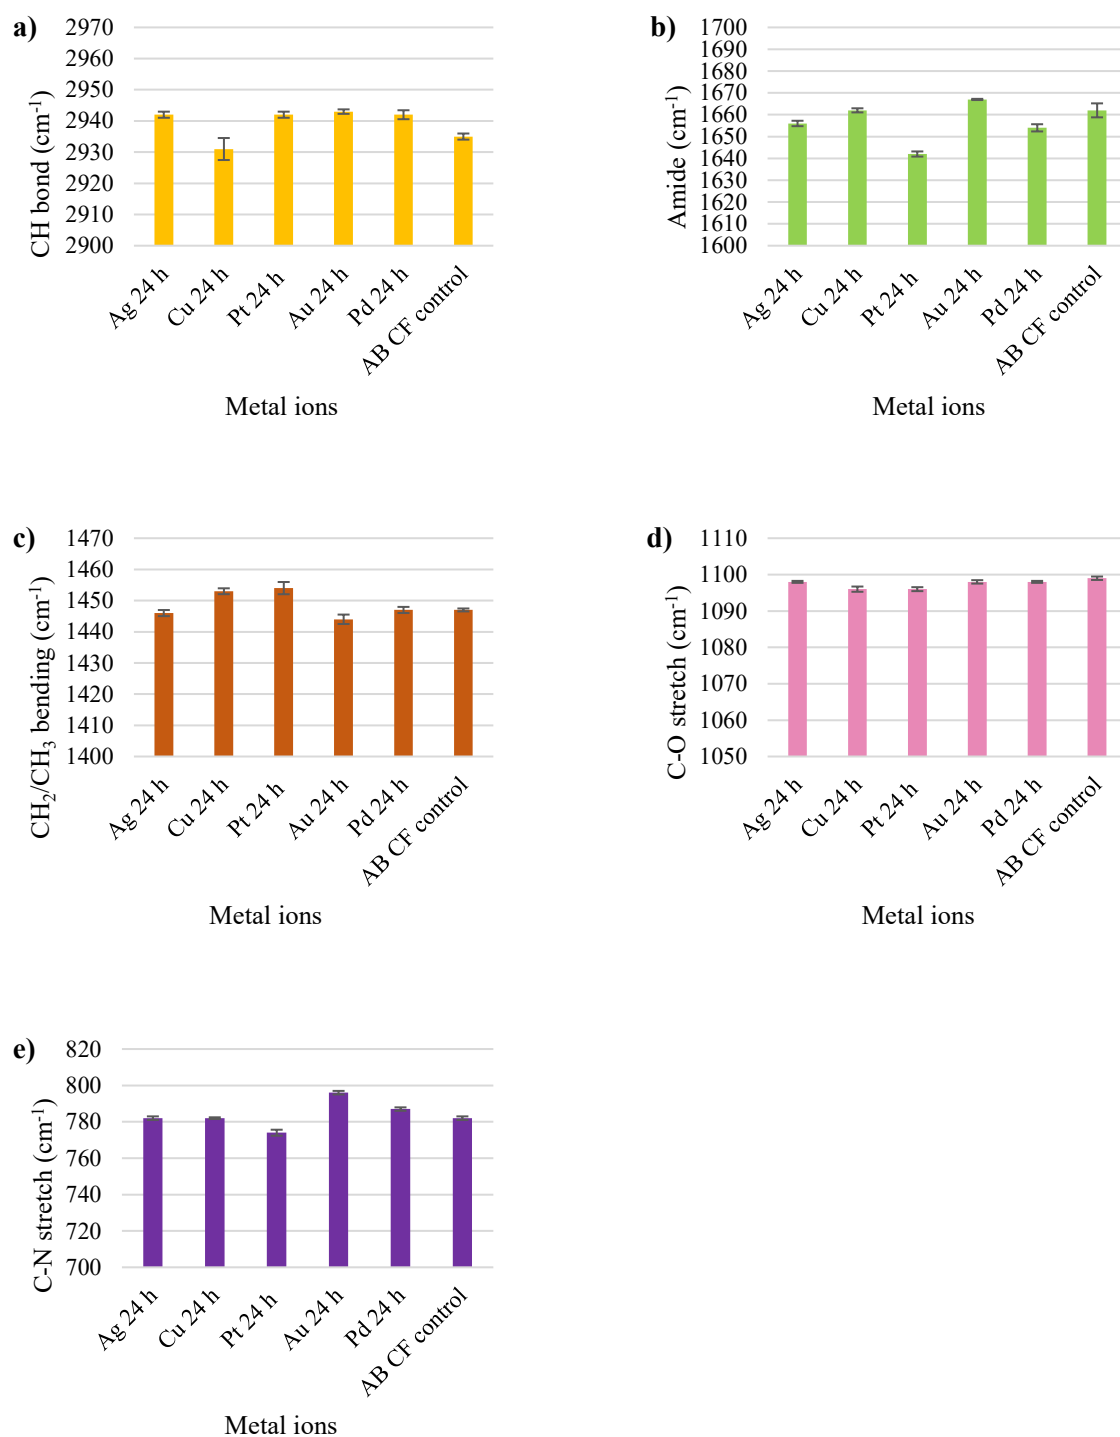 a)
CH bond (cm⁻¹)
2970
2960
2950
2940
2930
2920
2910
2900
Ag 24 h
Cu 24 h
Pt 24 h
Au 24 h
Pd 24 h
AB CF control
Metal ions
b)
Amide (cm⁻¹)
1700
1690
1680
1670
1660
1650
1640
1630
1620
1610
1600
Ag 24 h
Cu 24 h
Pt 24 h
Au 24 h
Pd 24 h
AB CF control
Metal ions
c)
CH₂/CH₃ bending (cm⁻¹)
1470
1460
1450
1440
1430
1420
1410
1400
Ag 24 h
Cu 24 h
Pt 24 h
Au 24 h
Pd 24 h
AB CF control
Metal ions
d)
C-O stretch (cm⁻¹)
1110
1100
1090
1080
1070
1060
1050
Ag 24 h
Cu 24 h
Pt 24 h
Au 24 h
Pd 24 h
AB CF control
Metal ions
e)
C-N stretch (cm⁻¹)
820
800
780
760
740
720
700
Ag 24 h
Cu 24 h
Pt 24 h
Au 24 h
Pd 24 h
AB CF control
Metal ions